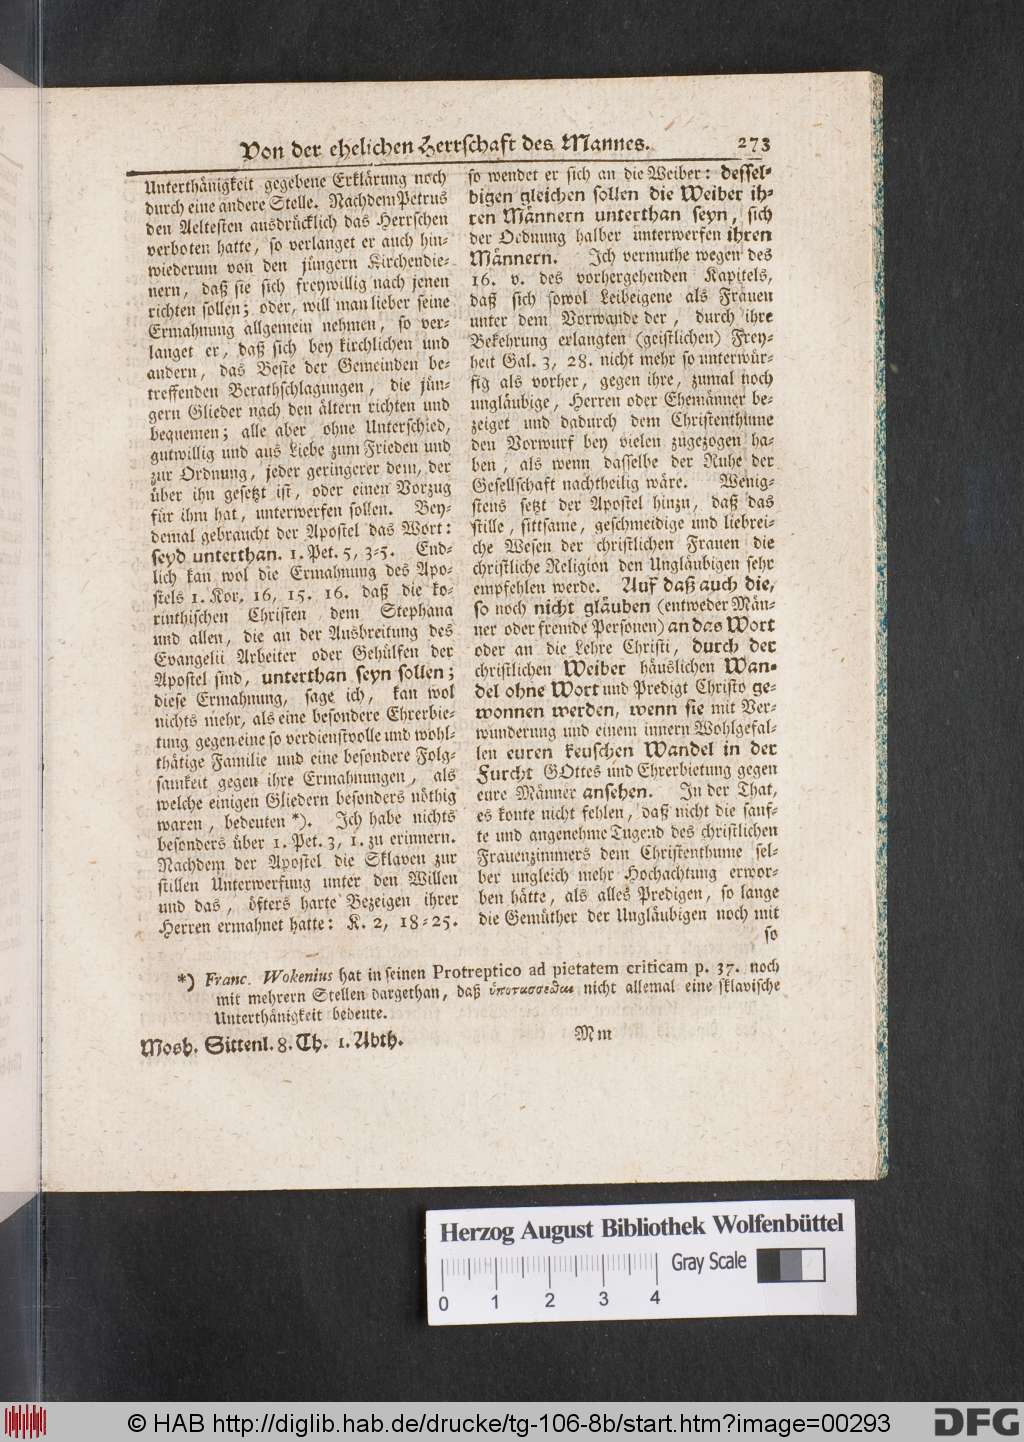 Von der ehelichen Herrschaft des Mannes. 273
Unterthänigkeit gegebene Erklärung noch
durch eine andere Stelle. Nachdem Petrus
den Aeltesten ausdrücklich das Herrschen
verboten hatte, so verlanget er auch hin-
wiederum von den jüngern Kirchendie-
nern, daß sie sich freywillig nach jenen
richten sollen; oder, will man lieber seine
Ermahnung allgemein nehmen, so ver-
langet er, daß sich bey kirchlichen und
andern, das Beste der Gemeinden be-
treffenden Berathschlagungen, die jün-
gern Glieder nach den ältern richten und
bequemen; alle aber ohne Unterschied,
gutwillig und aus Liebe zum Frieden und
zur Ordnung, jeder geringerer dem, der
über ihn gesetzt ist, oder einen Vorzug
für ihm hat, unterwerfen sollen. Bey-
demal gebraucht der Apostel das Wort:
seyd unterthan. 1. Pet. 5, 3-5. End-
lich kan wol die Ermahnung des Apo-
stels 1. Kor. 16, 15. 16. daß die ko-
rinthischen Christen dem Stephana
und allen, die an der Ausbreitung des
Evangelii Arbeiter oder Gehülfen der
Apostel sind, unterthan seyn sollen;
diese Ermahnung, sage ich, kan wol
nichts mehr, als eine besondere Ehrerbie-
tung gegen eine so verdienstvolle und wohl-
thätige Familie und eine besondere Folg-
samkeit gegen ihre Ermahnungen, als
welche einigen Gliedern besonders nöthig
waren, bedeuten *). Ich habe nichts
besonders über 1. Pet. 3, 1. zu erinnern.
Nachdem der Apostel die Sklaven zur
stillen Unterwerfung unter den Willen
und das, öfters harte Bezeigen ihrer
Herren ermahnet hatte: K. 2, 18-25.
so wendet er sich an die Weiber: dessel-
bigen gleichen sollen die Weiber ih-
ren Männern unterthan seyn, sich
der Ordnung halber unterwerfen ihren
Männern. Ich vermuthe wegen des
16. v. des vorhergehenden Kapitels,
daß sich sowol Leibeigene als Frauen
unter dem Vorwande der, durch ihre
Bekehrung erlangten (geistlichen) Frey-
heit Gal. 3, 28. nicht mehr so unterwür-
fig als vorher, gegen ihre, zumal noch
ungläubige, Herren oder Ehemänner be-
zeiget und dadurch dem Christenthume
den Vorwurf bey vielen zugezogen ha-
ben, als wenn dasselbe der Ruhe der
Gesellschaft nachtheilig wäre. Wenig-
stens setzt der Apostel hinzu, daß das
stille, sittsame, geschmeidige und liebrei-
che Wesen der christlichen Frauen die
christliche Religion den Ungläubigen sehr
empfehlen werde. Auf daß auch die,
so noch nicht gläuben (entweder Män-
ner oder fremde Personen) an das Wort
oder an die Lehre Christi, durch der
christlichen Weiber häuslichen Wan-
del ohne Wort und Predigt Christo ge-
wonnen werden, wenn sie mit Ver-
wunderung und einem innern Wohlgefal-
len euren keuschen Wandel in der
Furcht GOttes und Ehrerbietung gegen
eure Männer ansehen. In der That,
es konte nicht fehlen, daß nicht die sanf-
te und angenehme Tugend des christlichen
Frauenzimmers dem Christenthume sel-
ber ungleich mehr Hochachtung erwor-
ben hätte, als alles Predigen, so lange
die Gemüther der Ungläubigen noch mit
so
*) Franc. Wokenius hat in seinen Protreptico ad pietatem criticam p. 37. noch
mit mehrern Stellen dargethan, daß ὑποτασσεσθαι nicht allemal eine sklavische
Unterthänigkeit bedeute.
Mosh. Sittenl. 8. Th. 1. Abth. Mm
Herzog August Bibliothek Wolfenbüttel
Gray Scale
0 1 2 3 4
© HAB http://diglib.hab.de/drucke/tg-106-8b/start.htm?image=00293
DFG